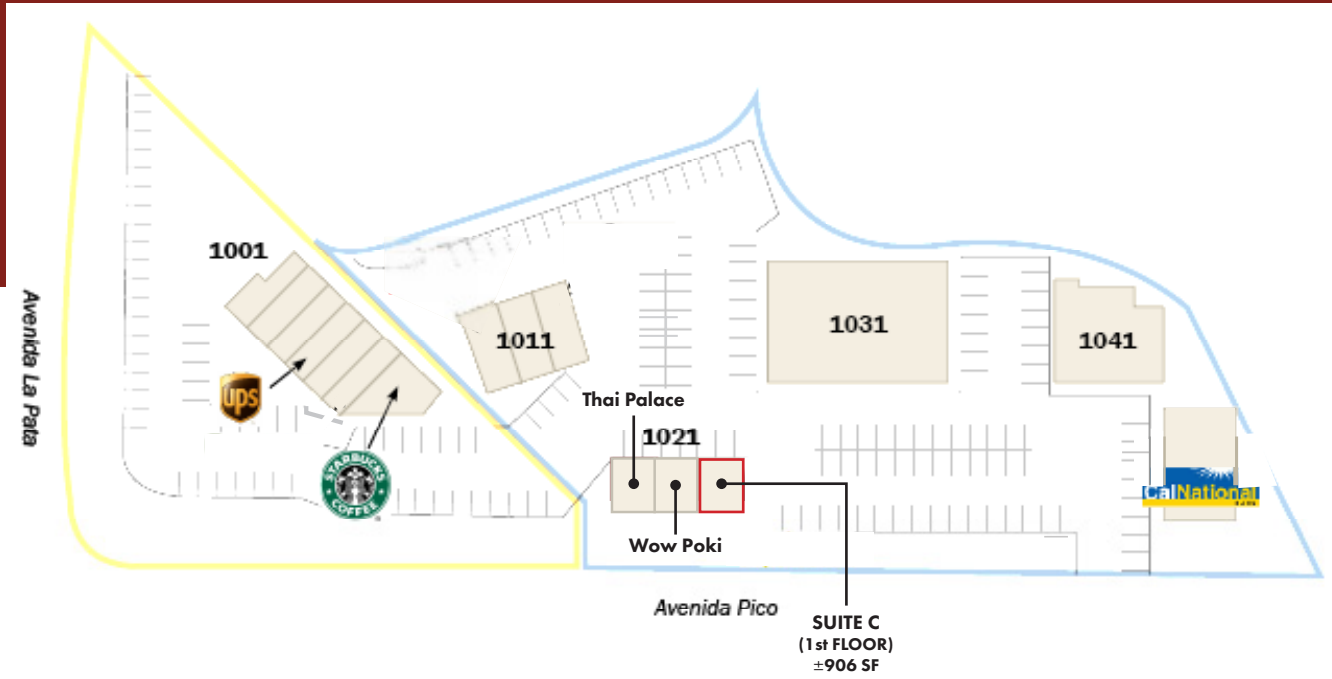 1001
Avenida La Pata
ups
STARBUCKS
COFFEE
1011
Thai Palace
1021
Wow Poki
1031
1041
CalNational
Avenida Pico
SUITE C
(1st FLOOR)
±906 SF